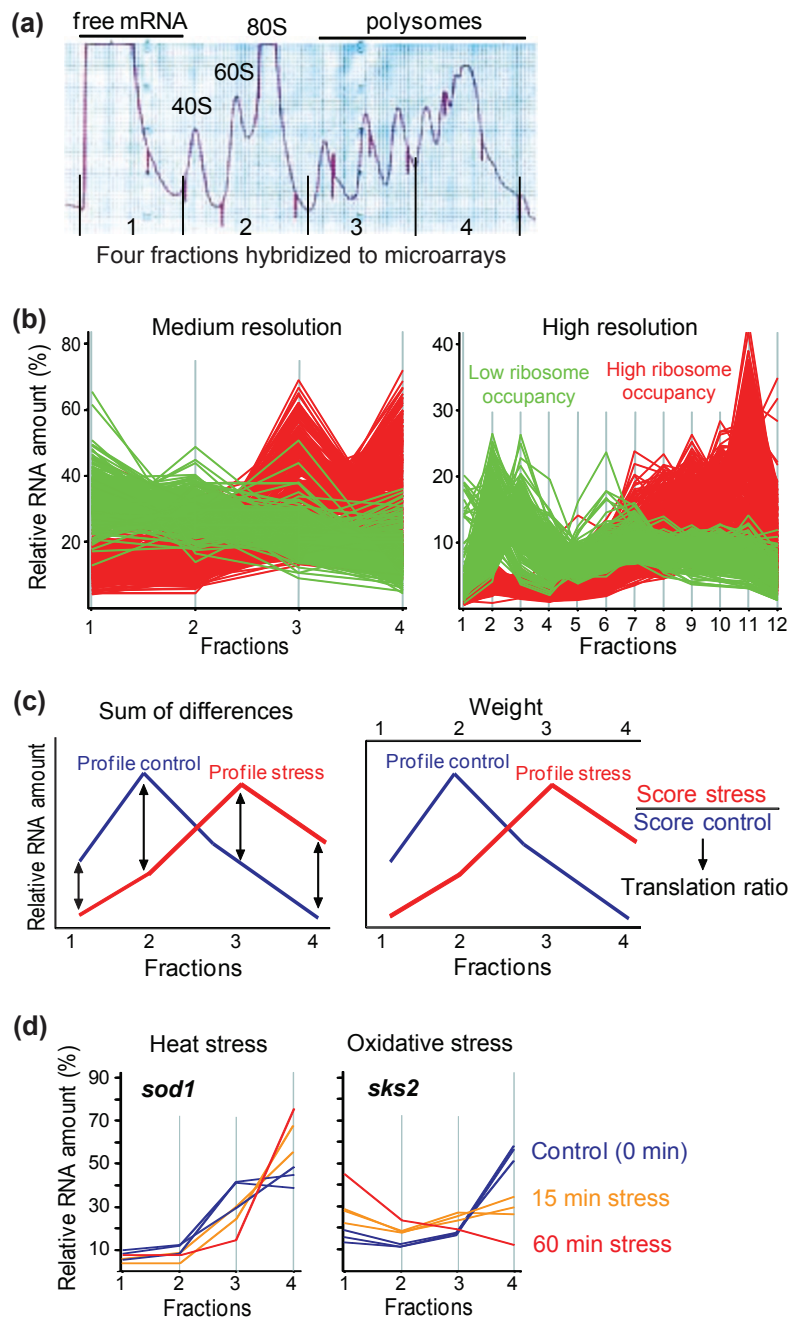 (a)
free mRNA
80S
polysomes
60S
40S
1 2 3 4
Four fractions hybridized to microarrays
(b)
Medium resolution
High resolution
Relative RNA amount (%)
80
60
40
20
1 2 3 4
Fractions
Low ribosome
occupancy
High ribosome
occupancy
40
30
20
10
1 2 3 4 5 6 7 8 9 10 11 12
Fractions
(c)
Sum of differences
Relative RNA amount
Profile control
Profile stress
1 2 3 4
Fractions
Weight
1 2 3 4
Profile control
Profile stress
1 2 3 4
Fractions
Score stress
Score control
Translation ratio
(d)
Heat stress
Oxidative stress
Relative RNA amount (%)
90
70
50
30
10
sod1
1 2 3 4
Fractions
sks2
1 2 3 4
Fractions
Control (0 min)
15 min stress
60 min stress